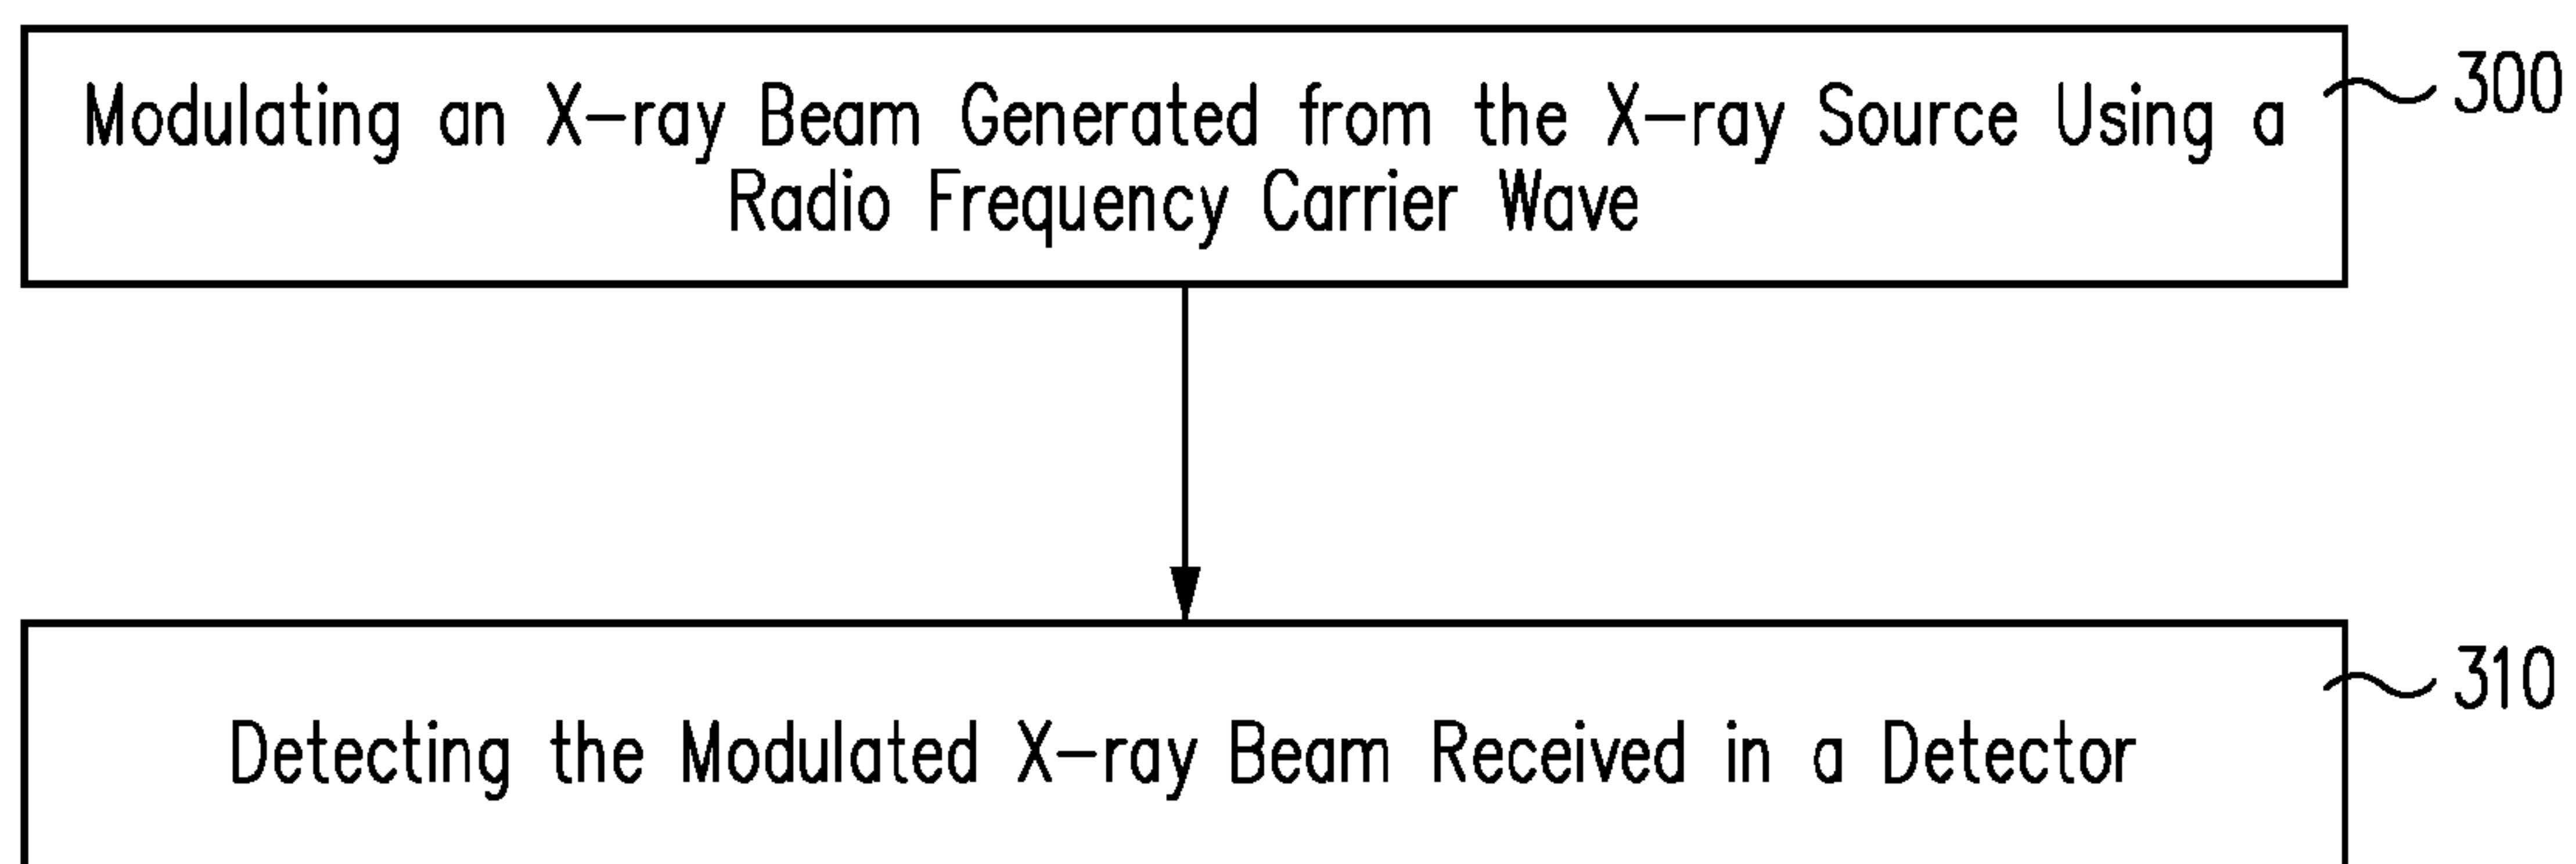 Modulating an X-ray Beam Generated from the X-ray Source Using a
Radio Frequency Carrier Wave
300
310
Detecting the Modulated X-ray Beam Received in a Detector